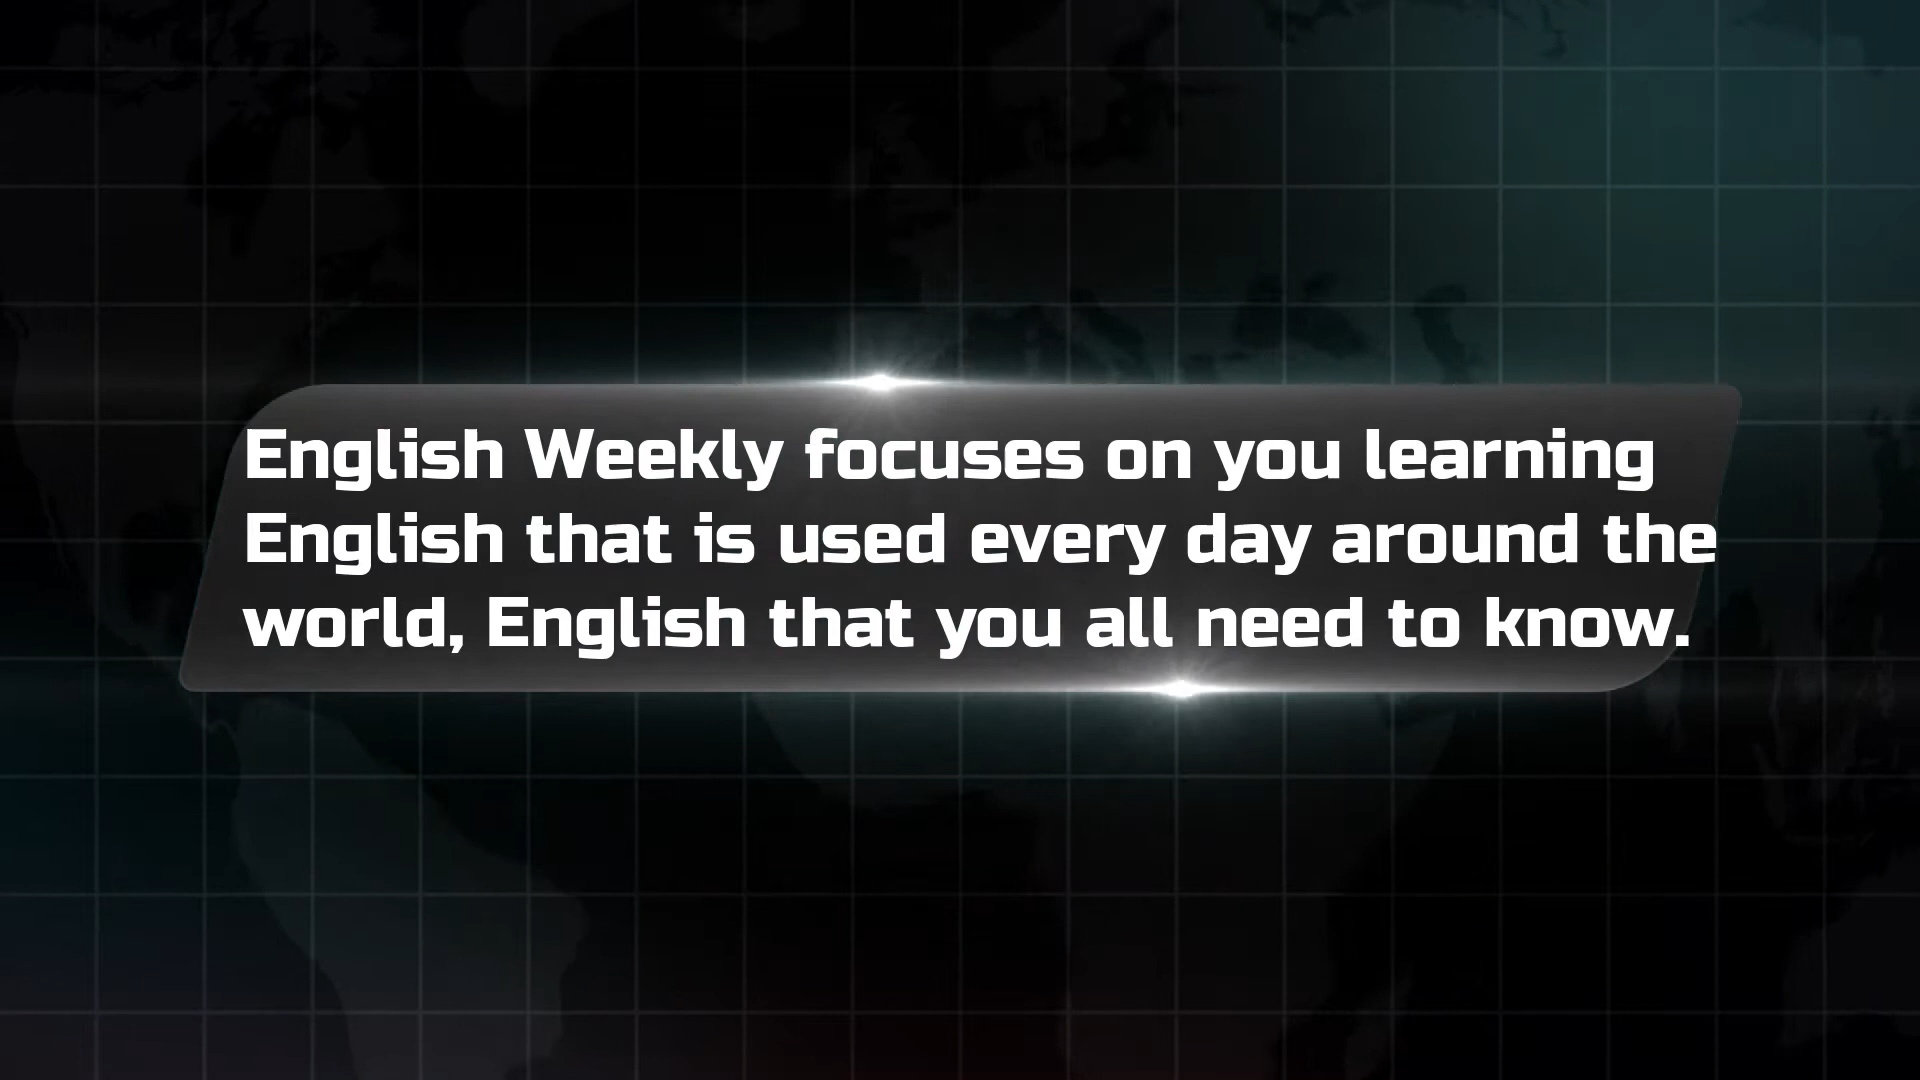 English Weekly focuses on you learning
English that is used every day around the
world, English that you all need to know.